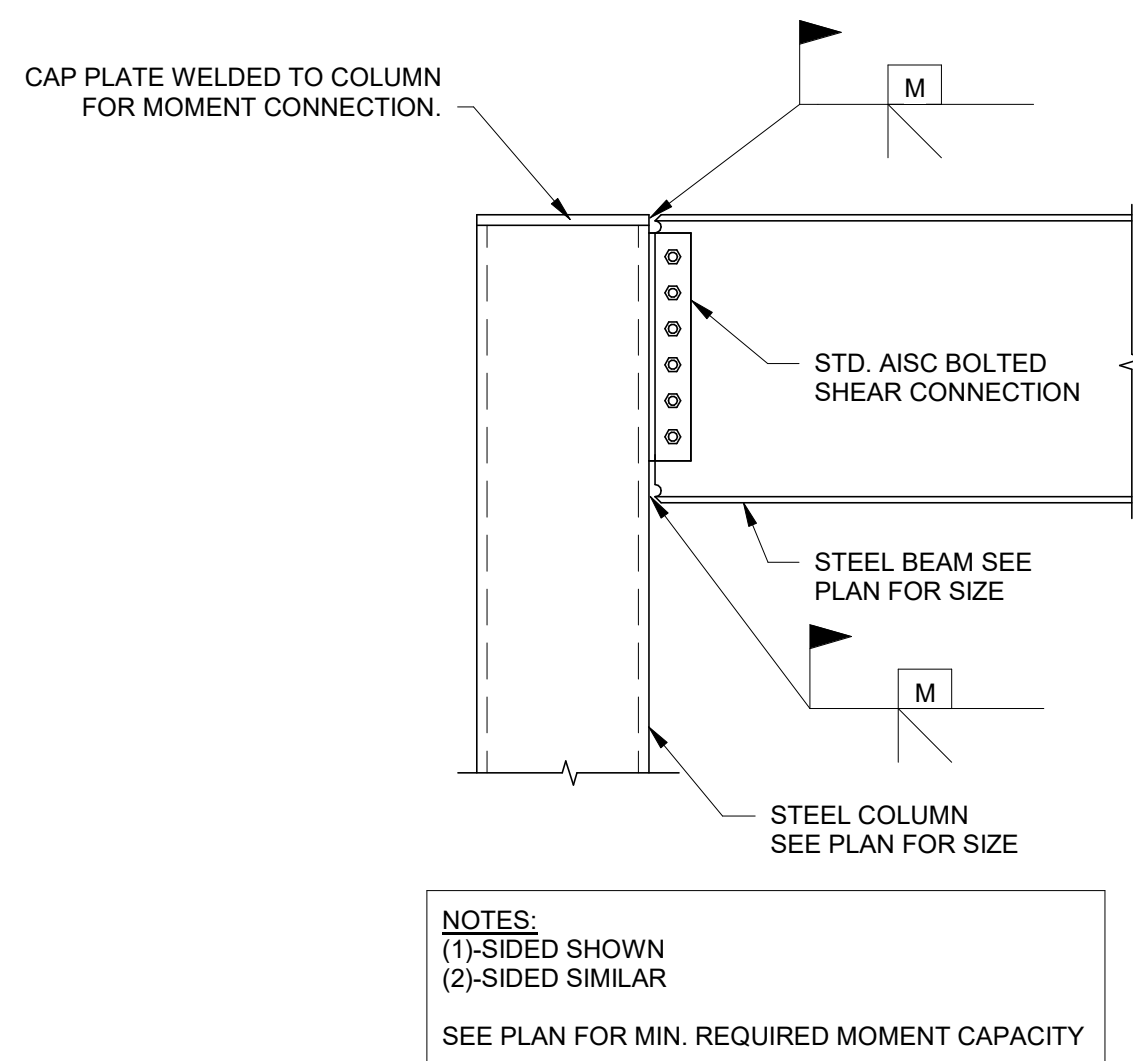 CAP PLATE WELDED TO COLUMN
FOR MOMENT CONNECTION.
M
STD. AISC BOLTED
SHEAR CONNECTION
STEEL BEAM SEE
PLAN FOR SIZE
M
STEEL COLUMN
SEE PLAN FOR SIZE
NOTES:
(1)-SIDED SHOWN
(2)-SIDED SIMILAR
SEE PLAN FOR MIN. REQUIRED MOMENT CAPACITY